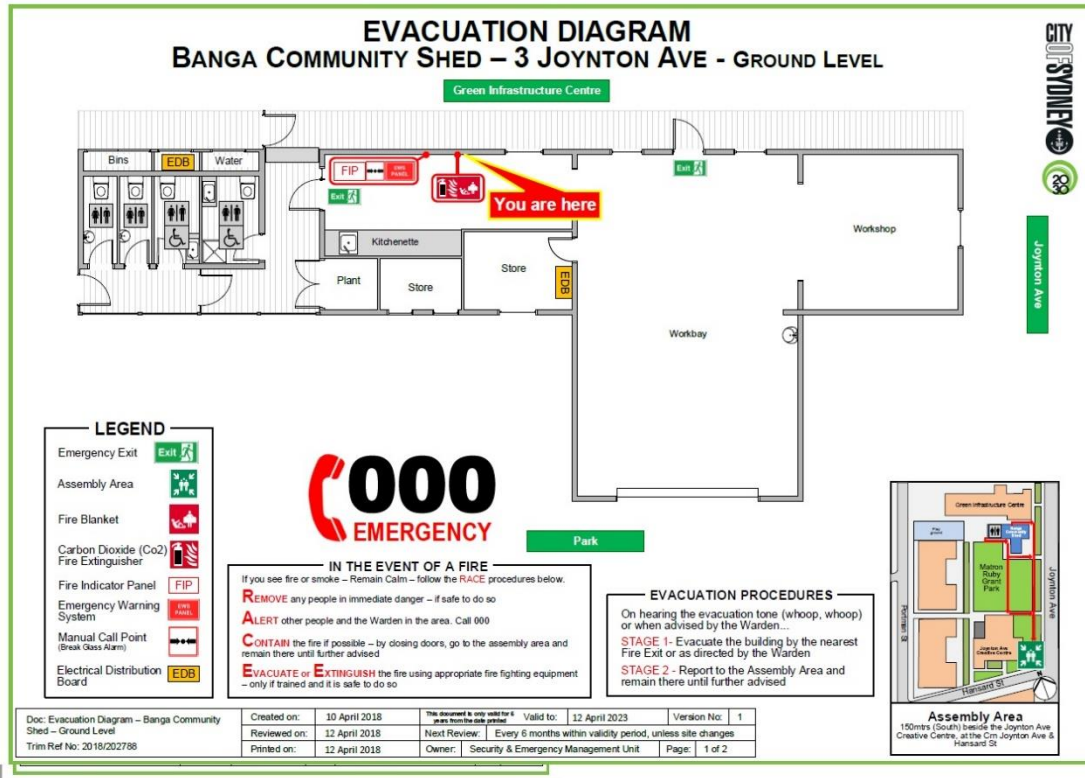 EVACUATION DIAGRAM
BANGA COMMUNITY SHED – 3 JOYNTON AVE - GROUND LEVEL
CITY OF SYDNEY
2030
Green Infrastructure Centre
Bins
EDB
Water
FIP
EWS PANEL
Exit
Exit
You are here
Kitchenette
Workshop
Joynton Ave
Plant
Store
Store
EDB
Workbay
Park
LEGEND
Emergency Exit
Exit
Assembly Area
Fire Blanket
Carbon Dioxide (Co2)
Fire Extinguisher
Fire Indicator Panel
FIP
Emergency Warning
System
EWS PANEL
Manual Call Point
(Break Glass Alarm)
Electrical Distribution
Board
EDB
000
EMERGENCY
IN THE EVENT OF A FIRE
If you see fire or smoke – Remain Calm – follow the RACE procedures below.
REMOVE any people in immediate danger – if safe to do so
ALERT other people and the Warden in the area. Call 000
CONTAIN the fire if possible – by closing doors, go to the assembly area and
remain there until further advised
EVACUATE or EXTINGUISH the fire using appropriate fire fighting equipment
– only if trained and it is safe to do so
EVACUATION PROCEDURES
On hearing the evacuation tone (whoop, whoop)
or when advised by the Warden...
STAGE 1- Evacuate the building by the nearest
Fire Exit or as directed by the Warden
STAGE 2 - Report to the Assembly Area and
remain there until further advised
Green Infrastructure Centre
Play ground
Banga Community Shed
Matron
Ruby
Grant
Park
Joynton Ave
Portman St
Joynton Ave
Creative Centre
Hansard St
N
Assembly Area
150mtrs (South) beside the Joynton Ave
Creative Centre, at the Crn Joynton Ave &
Hansard St
Doc: Evacuation Diagram – Banga Community
Shed – Ground Level
Trim Ref No: 2018/202788
Created on: 10 April 2018
This document is only valid for 5
years from the date printed
Valid to: 12 April 2023
Version No: 1
Reviewed on: 12 April 2018
Next Review: Every 6 months within validity period, unless site changes
Printed on: 12 April 2018
Owner: Security & Emergency Management Unit
Page: 1 of 2